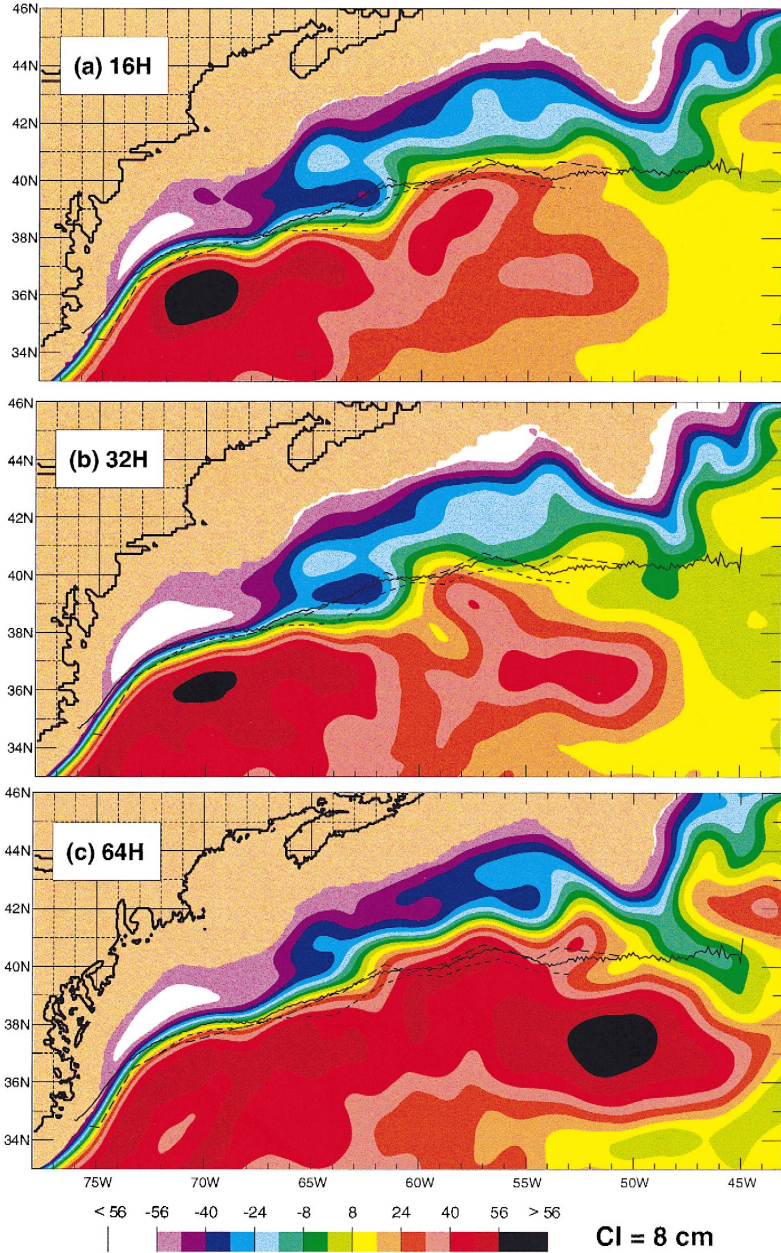 46N
(a) 16H
44N
42N
40N
38N
36N
34N
46N
(b) 32H
44N
42N
40N
38N
36N
34N
46N
(c) 64H
44N
42N
40N
38N
36N
34N
75W 70W 65W 60W 55W 50W 45W
< 56 -56 -40 -24 -8 8 24 40 56 > 56
CI = 8 cm